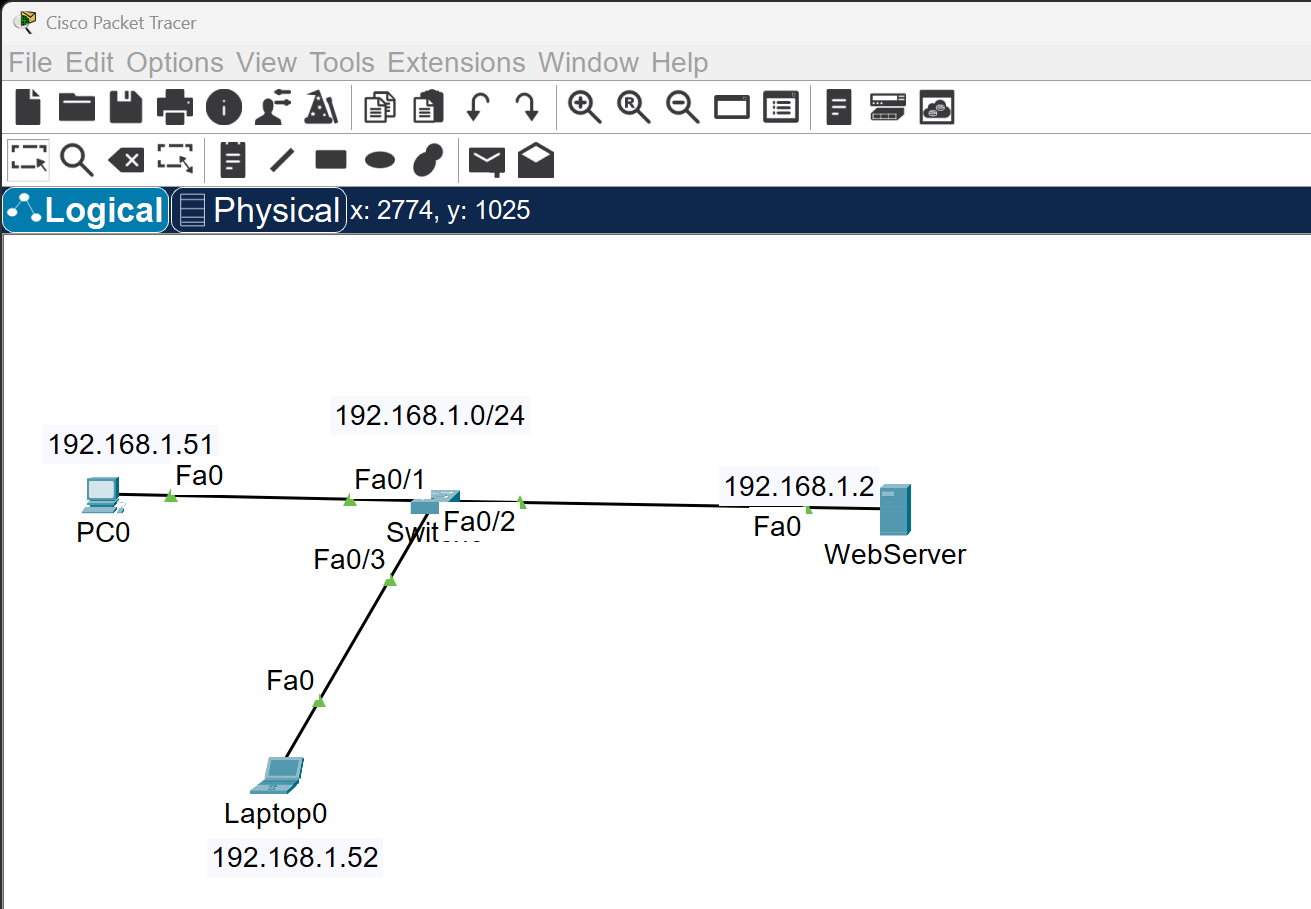 Cisco Packet Tracer
File Edit Options View Tools Extensions Window Help
Logical Physical x: 2774, y: 1025
192.168.1.0/24
192.168.1.51
Fa0
Fa0/1
192.168.1.2
PC0
Fa0/2
Fa0
Fa0/3
WebServer
Fa0
Laptop0
192.168.1.52